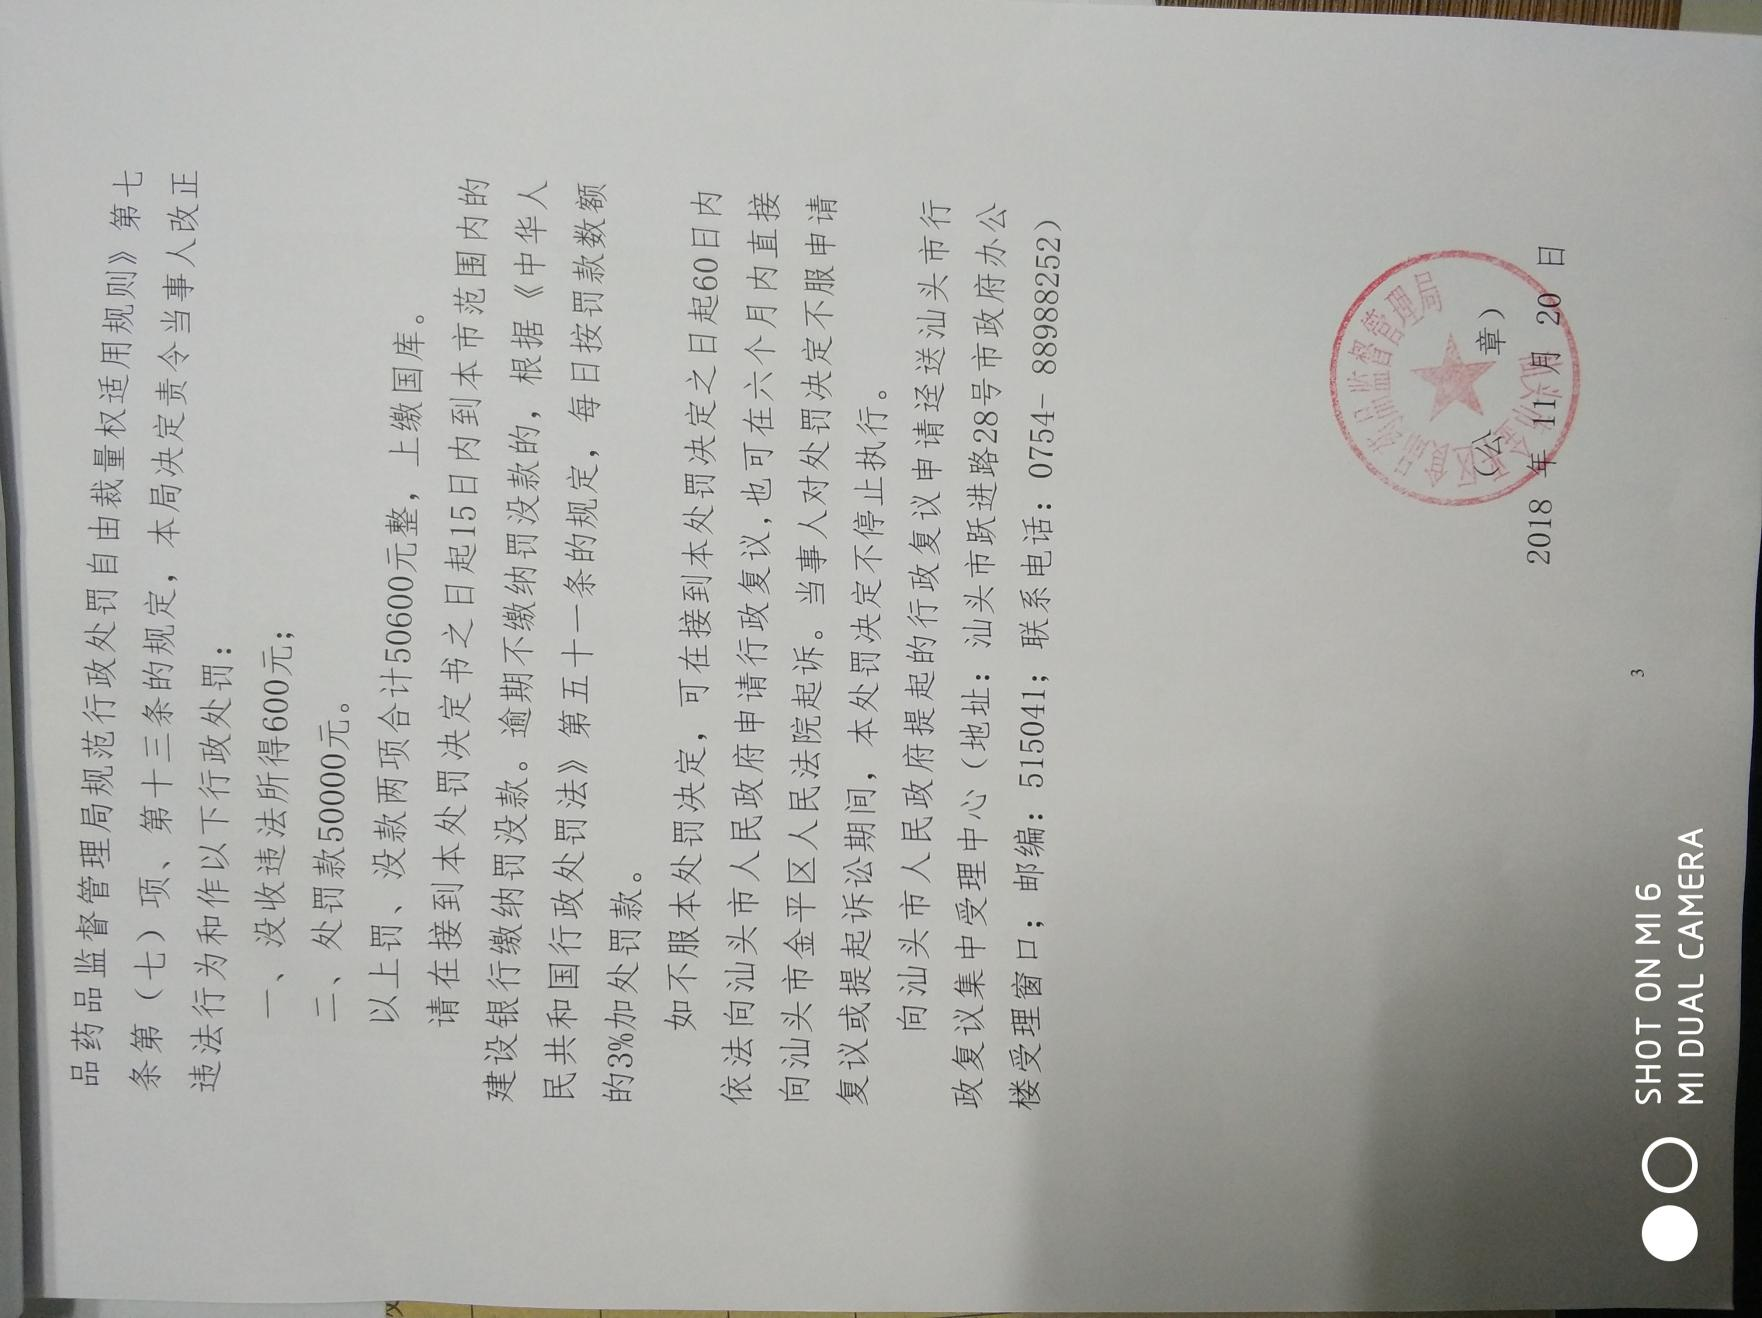 品药品监督管理局规范行政处罚自由裁量权适用规则》第七
条第（七）项、第十三条的规定，本局决定责令当事人改正
违法行为和作以下行政处罚：
一、没收违法所得600元；
二、处罚款50000元。
以上罚、没款两项合计50600元整，上缴国库。
请在接到本处罚决定书之日起15日内到本市范围内的
建设银行缴纳罚没款。逾期不缴纳罚没款的，根据《中华人
民共和国行政处罚法》第五十一条的规定，每日按罚款数额
的3%加处罚款。
如不服本处罚决定，可在接到本处罚决定之日起60日内
依法向汕头市人民政府申请行政复议，也可在六个月内直接
向汕头市金平区人民法院起诉。当事人对处罚决定不服申请
复议或提起诉讼期间，本处罚决定不停止执行。
向汕头市人民政府提起的行政复议申请迳送汕头市行
政复议集中受理中心（地址：汕头市跃进路28号市政府办公
楼受理窗口；邮编：515041；联系电话：0754- 88988252）
（公 章）
2018 年 11 月 20 日
3
SHOT ON MI 6
MI DUAL CAMERA